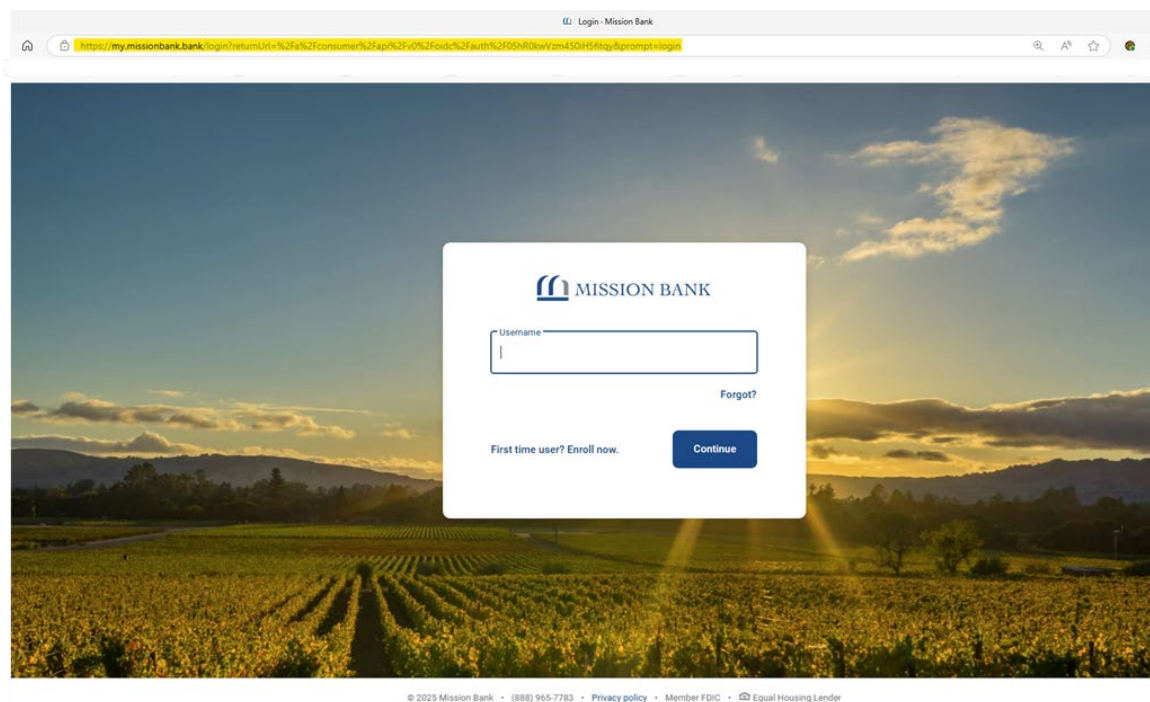 Login - Mission Bank
https://my.missionbank.bank/login?returnUrl=%2Fa%2Fconsumer%2Fapi%2Fv0%2Foidc%2Fauth%2F05hR0kwVzm450iH5fitqy&prompt=login
MISSION BANK
Username
Forgot?
First time user? Enroll now.
Continue
© 2025 Mission Bank • (888) 965-7783 • Privacy policy • Member FDIC • Equal Housing Lender